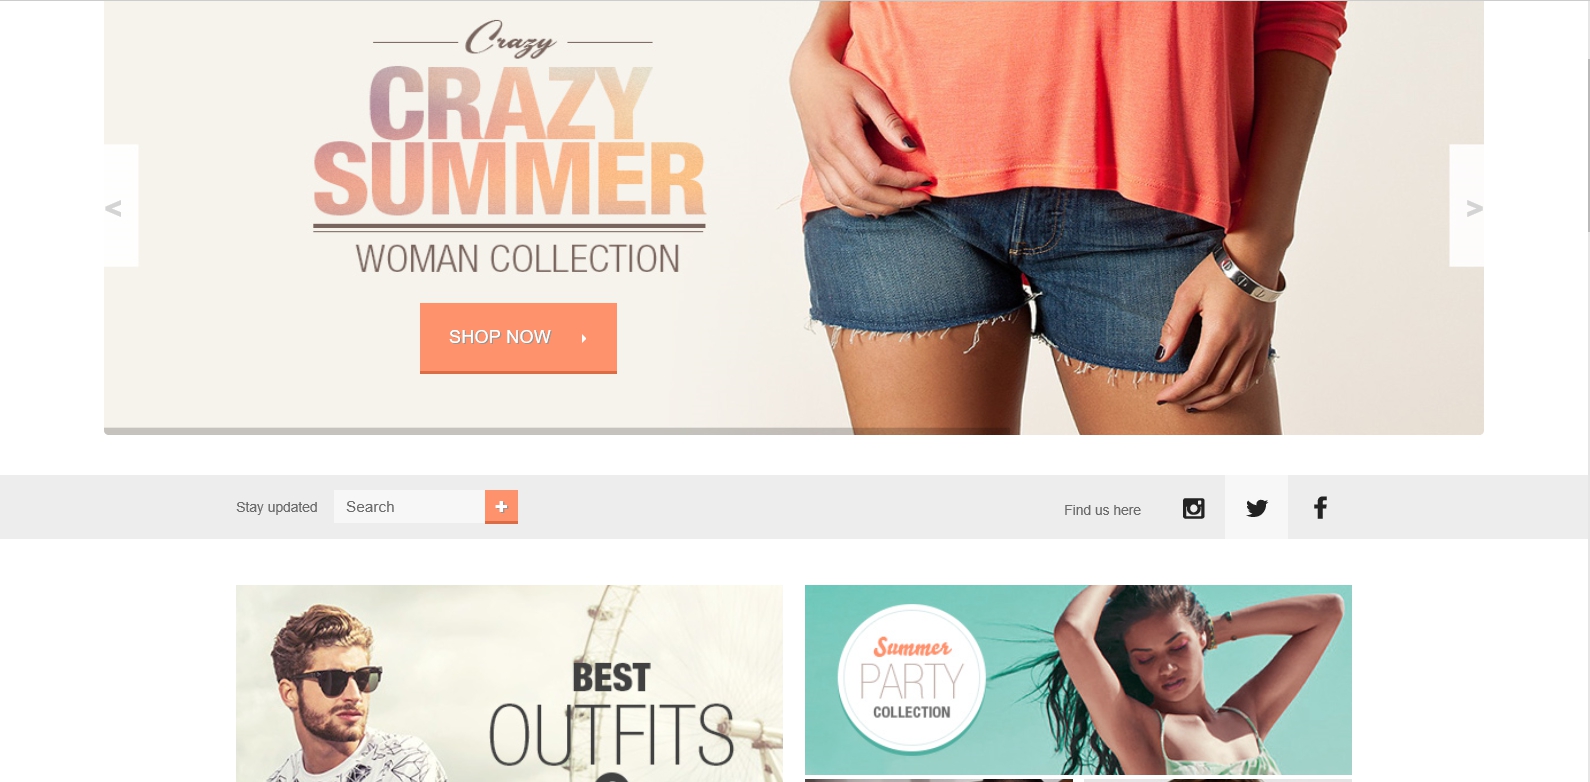 Crazy
CRAZY
SUMMER
WOMAN COLLECTION
<
>
SHOP NOW
Stay updated
Search
+
Find us here
BEST
OUTFITS
Summer
PARTY
COLLECTION